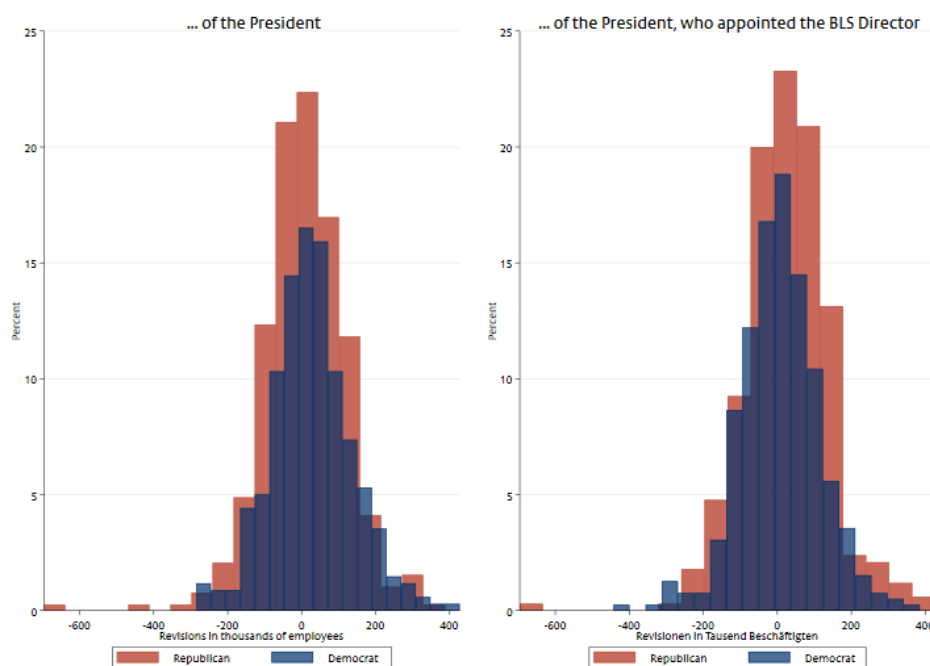 ... of the President
25
20
15
10
5
0
Percent
-600
-400
-200
0
200
400
Revisions in thousands of employees
Republican
Democrat
... of the President, who appointed the BLS Director
25
20
15
10
5
0
Percent
-600
-400
-200
0
200
400
Revisionen in Tausend Beschäftigten
Republican
Democrat